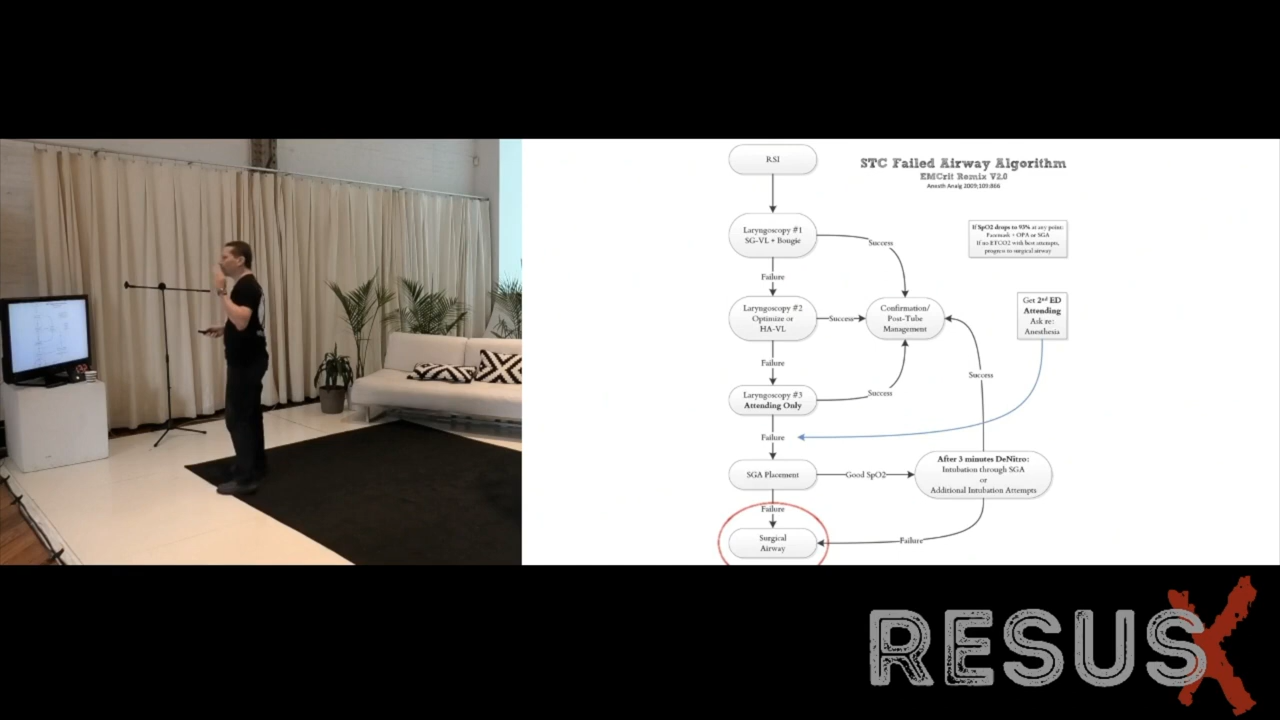 RSI
STC Failed Airway Algorithm
EMCrit Remix V2.0
Anesth Analg 2009;109:866
Laryngoscopy #1
SG-VL + Bougie
Success
If SpO2 drops to 93% at any point:
Facemask + OPA or SGA
If no ETCO2 with best attempts,
progress to surgical airway
Failure
Laryngoscopy #2
Optimize or
HA-VL
Success
Confirmation/
Post-Tube
Management
Get 2nd ED
Attending
Ask re:
Anesthesia
Failure
Success
Laryngoscopy #3
Attending Only
Success
Failure
SGA Placement
Good SpO2
After 3 minutes DeNitro:
Intubation through SGA
or
Additional Intubation Attempts
Failure
Surgical
Airway
Failure
RESUSX